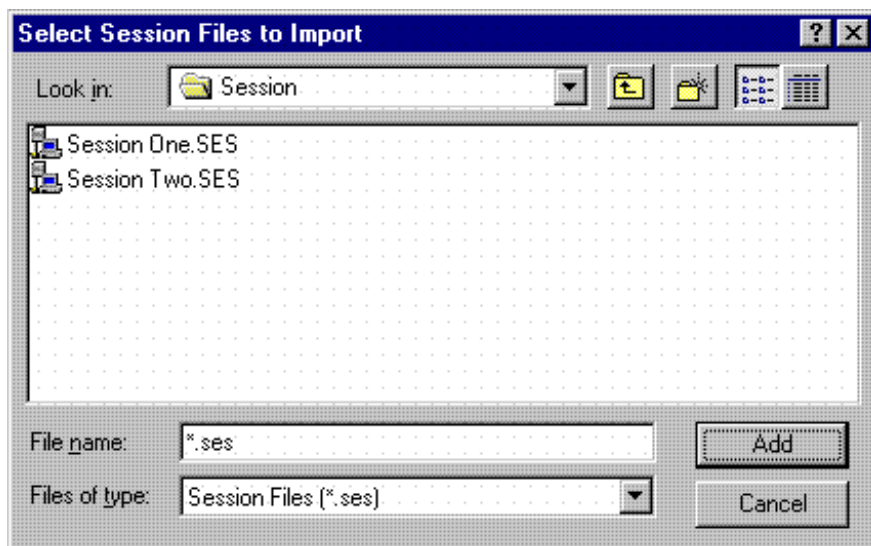 Select Session Files to Import
Look in: Session
Session One.SES
Session Two.SES
File name: *.ses Add
Files of type: Session Files (*.ses) Cancel